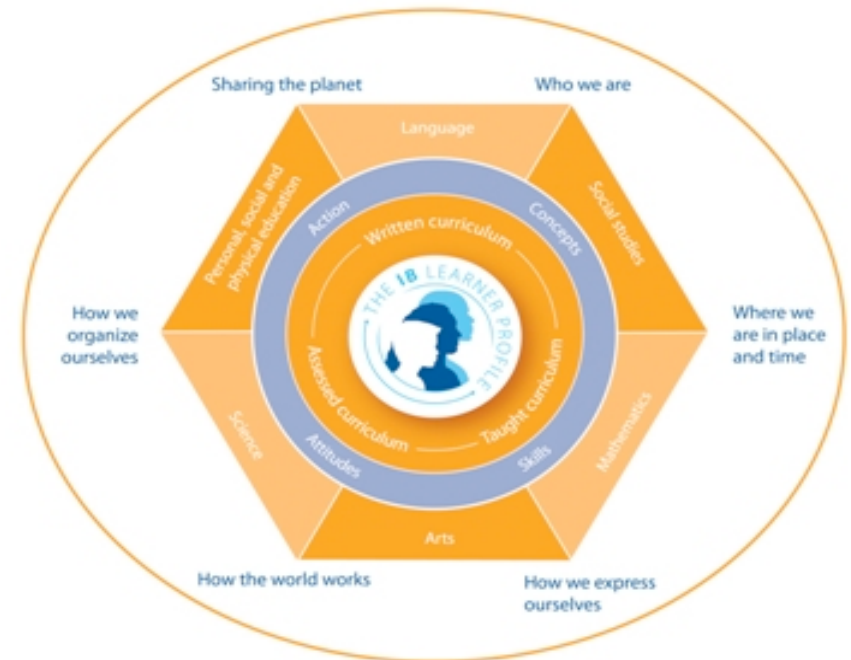 Sharing the planet
Who we are
Language
Personal, social and
physical education
Social studies
Action
Concepts
Written curriculum
THE IB LEARNER PROFILE
How we
organize
ourselves
Where we
are in place
and time
Assessed curriculum
Taught curriculum
Science
Mathematics
Attitudes
Skills
Arts
How the world works
How we express
ourselves